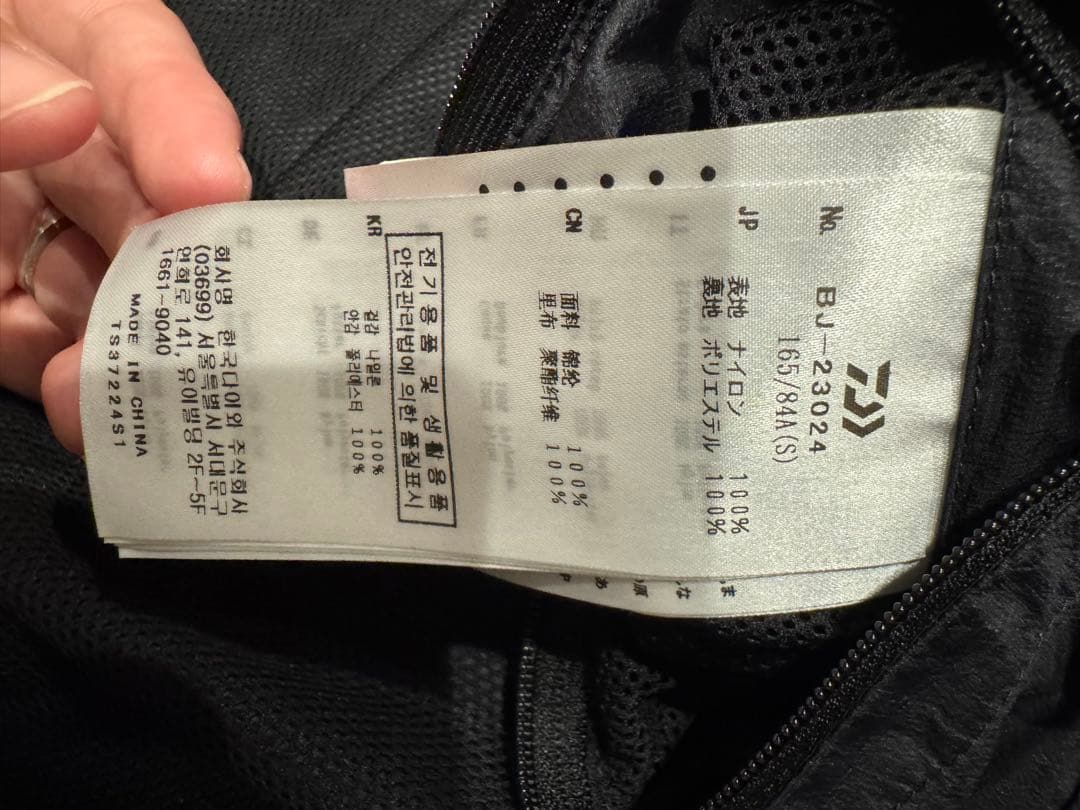 No. BJ-23024
165/84A(S)
JP
表地 ナイロン 100%
裏地 ポリエステル 100%
CN
面料 锦纶 100%
里布 聚酯纤维 100%
전기용품 및 생활용품
안전관리법에 의한 품질표시
KR
겉감 나일론 100%
안감 폴리에스터 100%
회사명 한국다이와 주식회사
(03699) 서울특별시 서대문구
연희로 141, 유이빌딩 2F~5F
1661-9040
MADE IN CHINA
TS37224S1
ま
な
原
あ